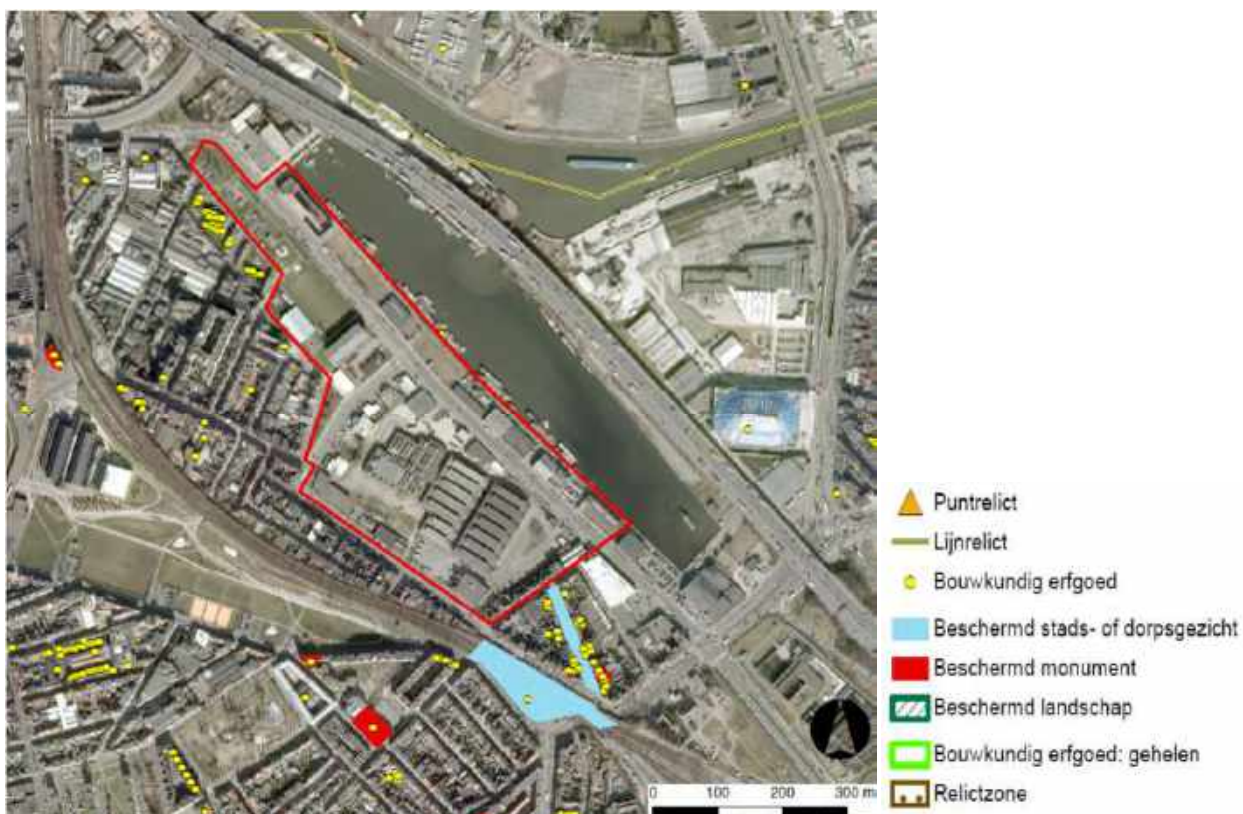 Puntrelict
Lijnrelict
Bouwkundig erfgoed
Beschermd stads- of dorpsgezicht
Beschermd monument
Beschermd landschap
Bouwkundig erfgoed: gehelen
Relictzone
0 100 200 300 m